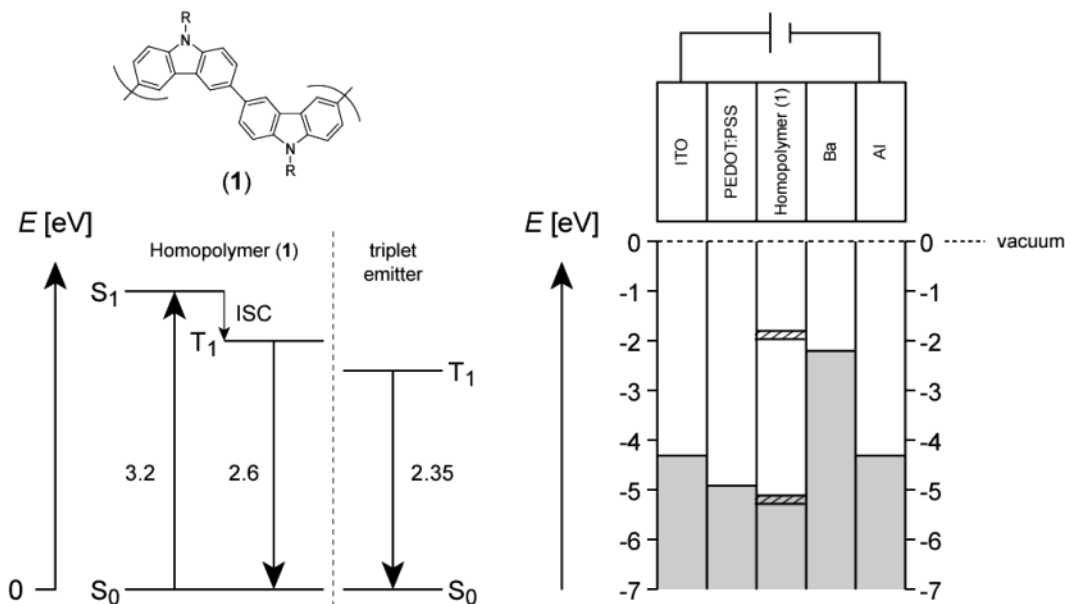 R
N
N
R
(1)
E [eV]
Homopolymer (1)
triplet
emitter
S1
ISC
T1
T1
3.2
2.6
2.35
0
S0
S0
ITO
PEDOT:PSS
Homopolymer (1)
Ba
Al
E [eV]
0
0
vacuum
-1
-1
-2
-2
-3
-3
-4
-4
-5
-5
-6
-6
-7
-7